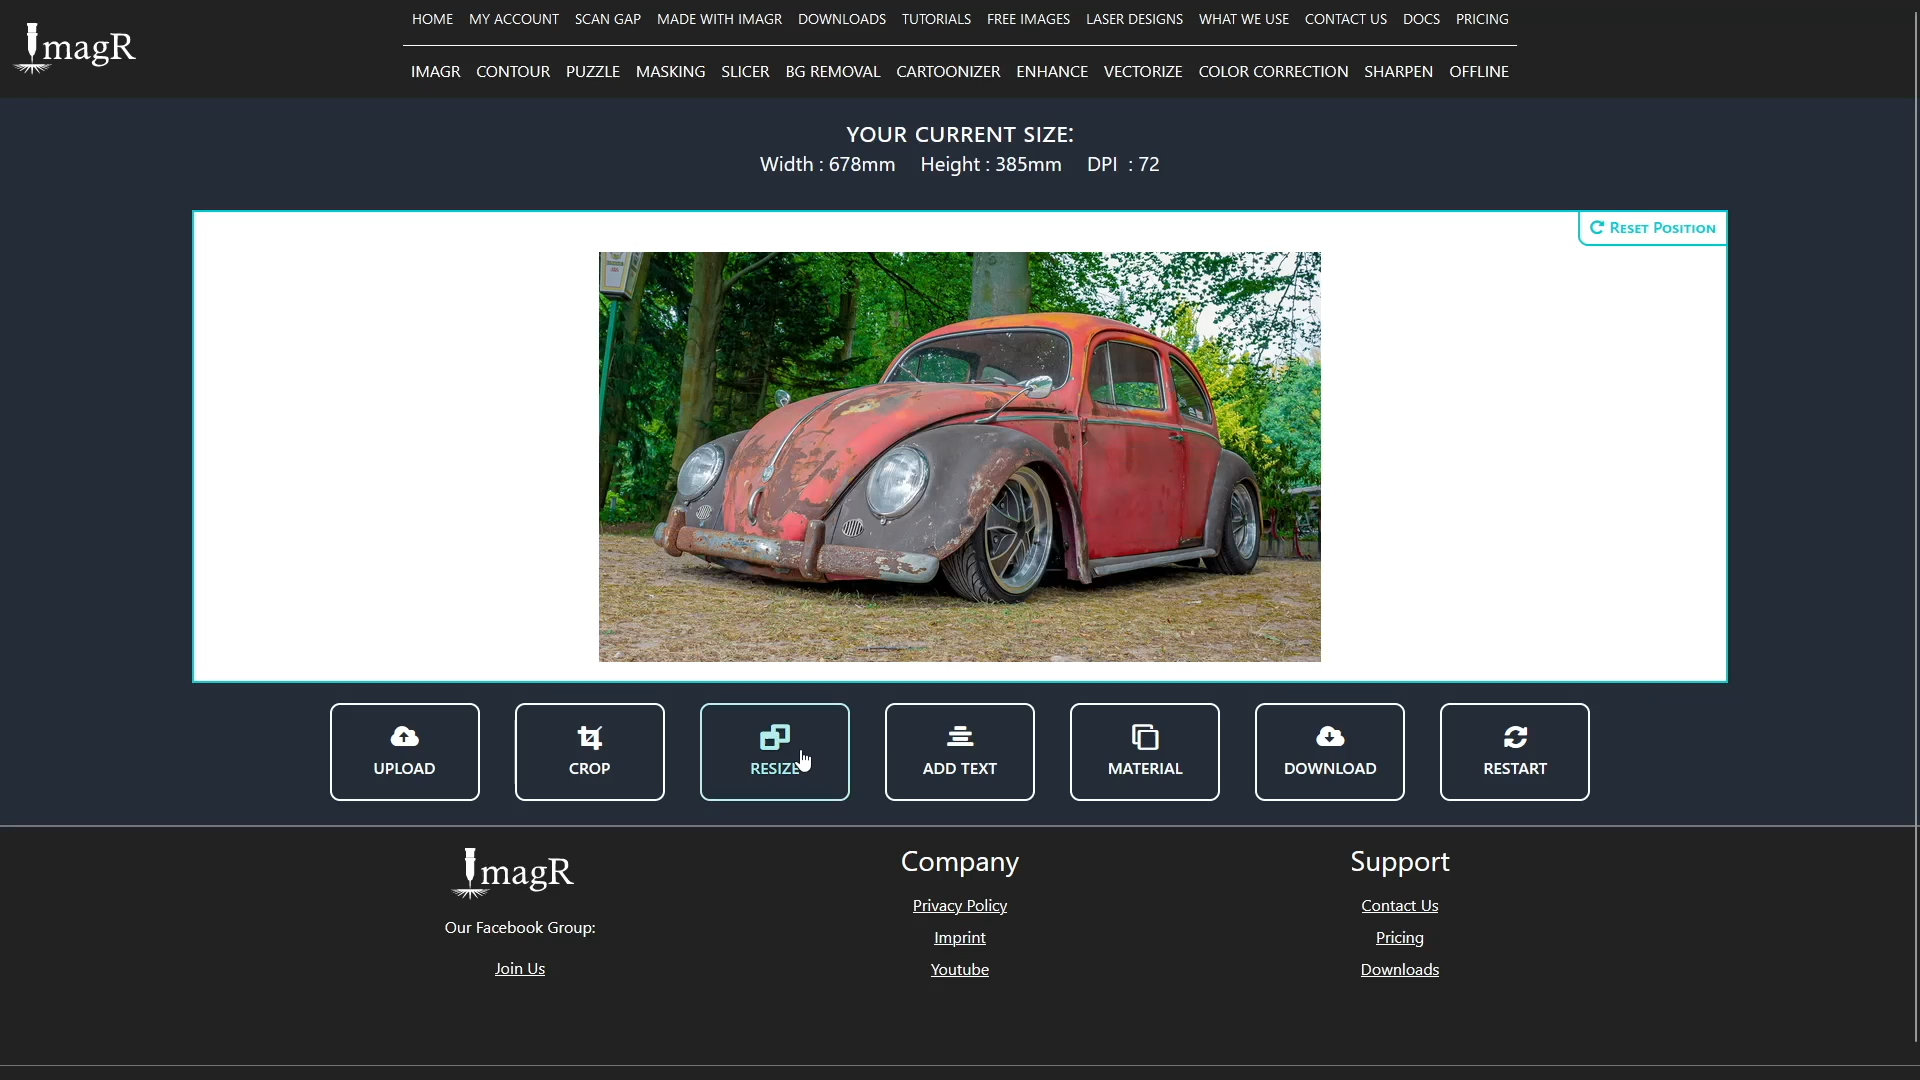 ImagR
HOME MY ACCOUNT SCAN GAP MADE WITH IMAGR DOWNLOADS TUTORIALS FREE IMAGES LASER DESIGNS WHAT WE USE CONTACT US DOCS PRICING
IMAGR CONTOUR PUZZLE MASKING SLICER BG REMOVAL CARTOONIZER ENHANCE VECTORIZE COLOR CORRECTION SHARPEN OFFLINE
YOUR CURRENT SIZE:
Width : 678mm Height : 385mm DPI : 72
RESET POSITION
UPLOAD CROP RESIZE ADD TEXT MATERIAL DOWNLOAD RESTART
ImagR
Our Facebook Group:
Join Us
Company
Privacy Policy
Imprint
Youtube
Support
Contact Us
Pricing
Downloads